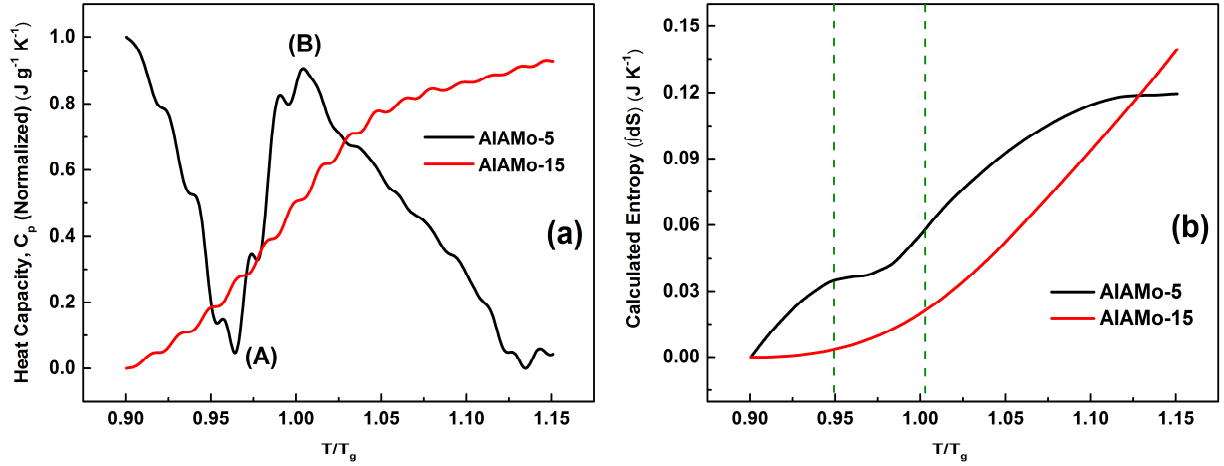 Heat Capacity, Cp (Normalized) (J g-1 K-1)
1.0
0.8
0.6
0.4
0.2
0.0
(B)
(A)
AlAMo-5
AlAMo-15
(a)
0.90 0.95 1.00 1.05 1.10 1.15
T/Tg
Calculated Entropy (∫dS) (J K-1)
0.15
0.12
0.09
0.06
0.03
0.00
(b)
AlAMo-5
AlAMo-15
0.90 0.95 1.00 1.05 1.10 1.15
T/Tg